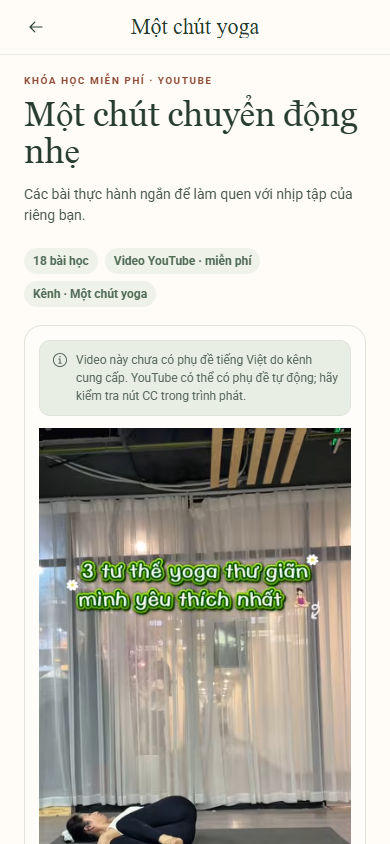 Một chút yoga
KHÓA HỌC MIỄN PHÍ · YOUTUBE
Một chút chuyển động
nhẹ
Các bài thực hành ngắn để làm quen với nhịp tập của
riêng bạn.
18 bài học
Video YouTube · miễn phí
Kênh · Một chút yoga
Video này chưa có phụ đề tiếng Việt do kênh
cung cấp. YouTube có thể có phụ đề tự động; hãy
kiểm tra nút CC trong trình phát.
3 tư thế yoga thư giãn
mình yêu thích nhất